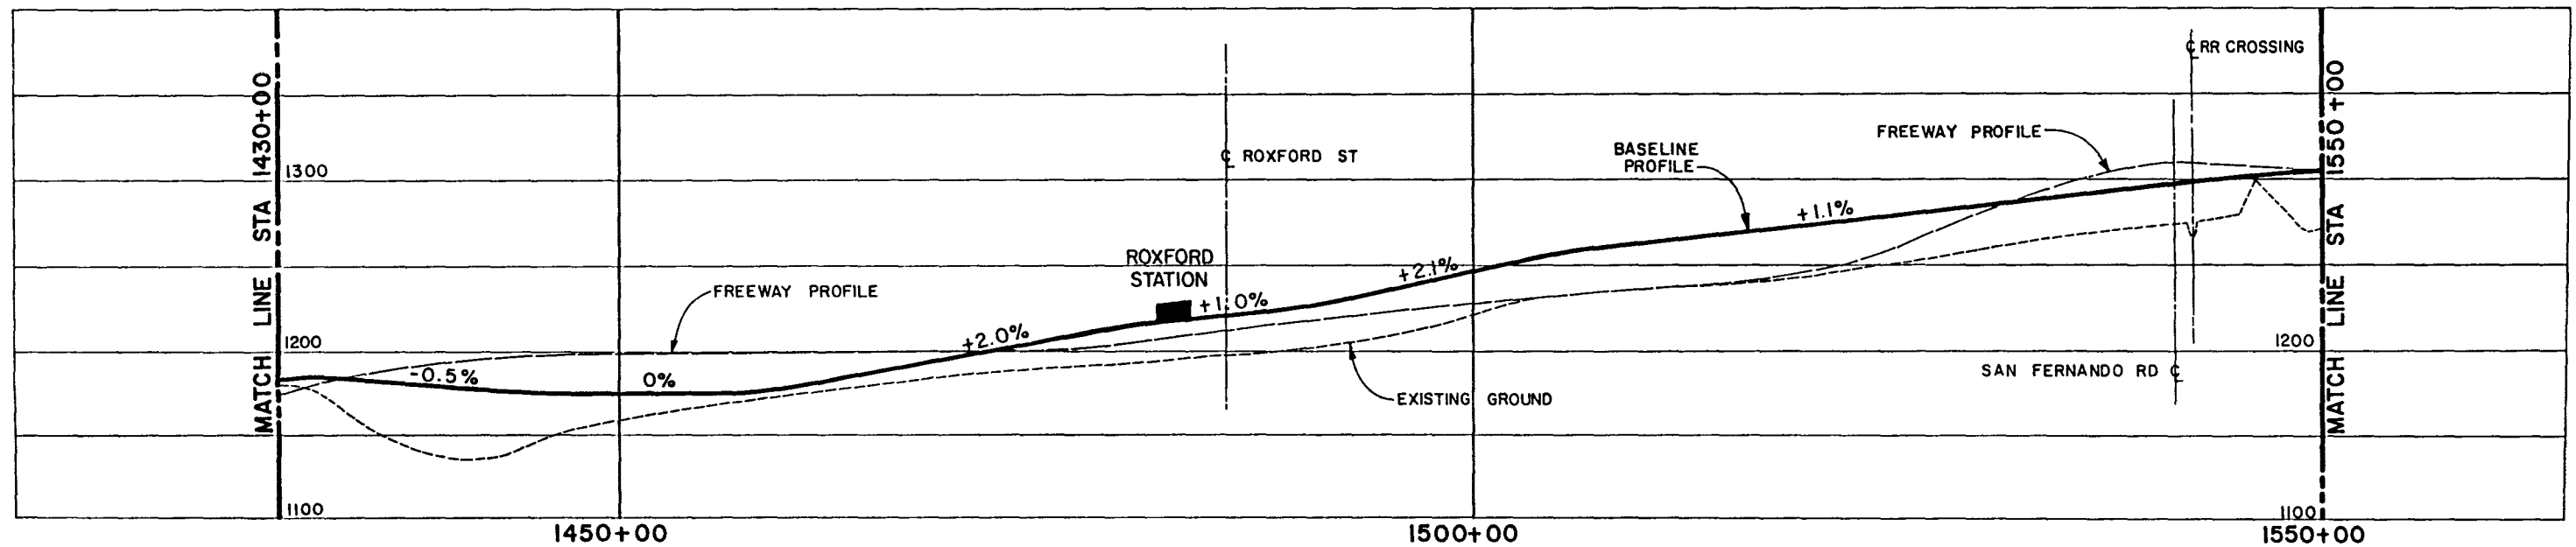 MATCH LINE STA 1430+00
℄ RR CROSSING
FREEWAY PROFILE
BASELINE
PROFILE
℄ ROXFORD ST
MATCH LINE STA 1550+00
1300
+1.1%
ROXFORD
STATION
+2.1%
FREEWAY PROFILE
+1.0%
+2.0%
1200
1200
-0.5%
0%
SAN FERNANDO RD ℄
EXISTING GROUND
1100
1100
1450+00
1500+00
1550+00